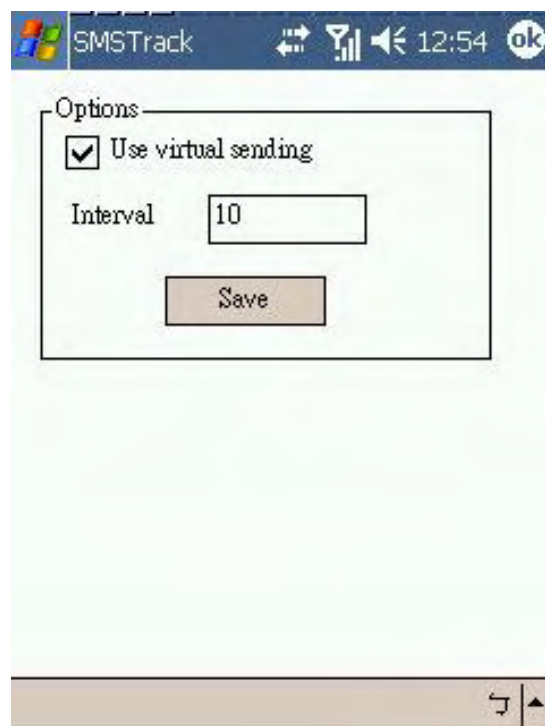 SMSTrack 12:54 ok
Options
Use virtual sending
Interval 10
Save
ㄅ